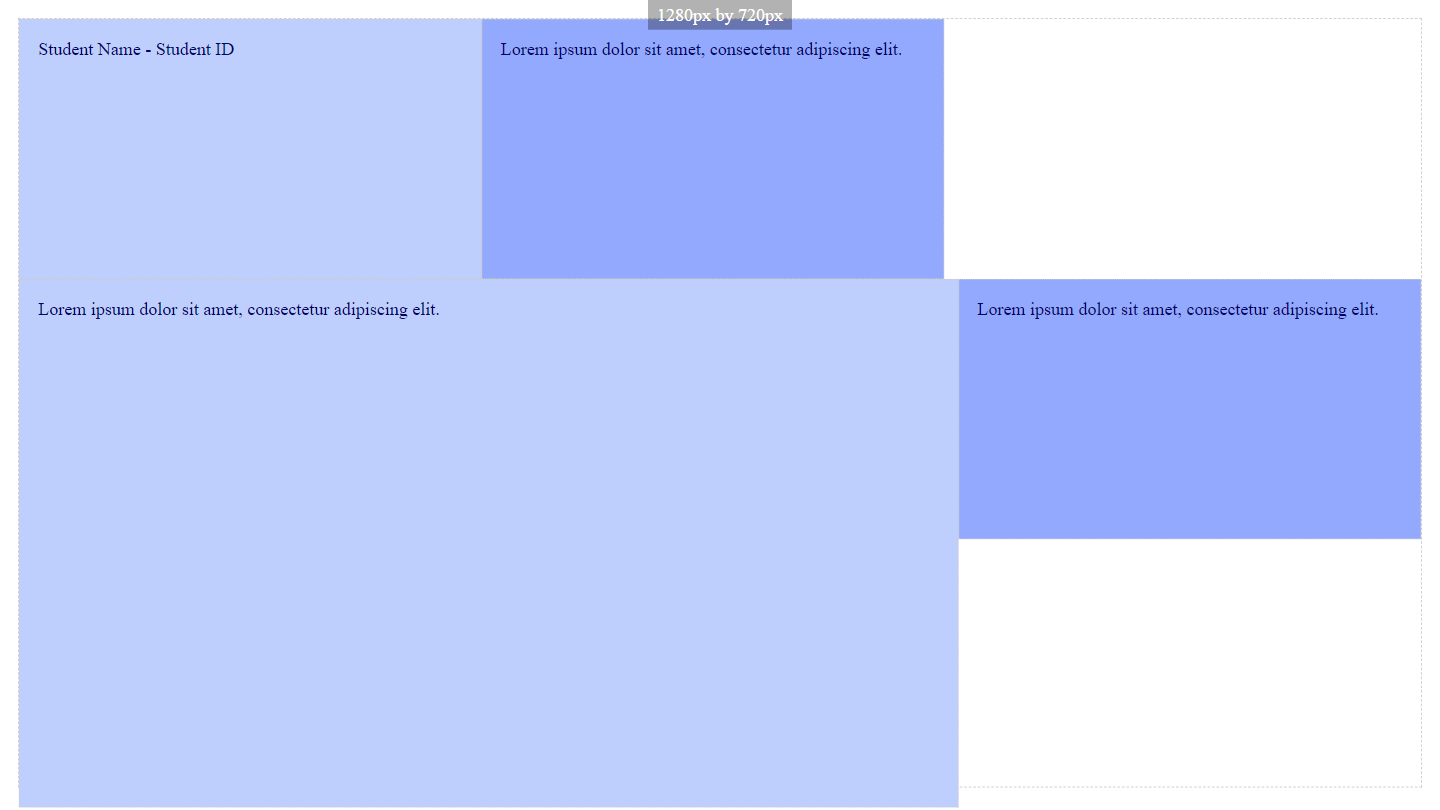 1280px by 720px
Student Name - Student ID
Lorem ipsum dolor sit amet, consectetur adipiscing elit.
Lorem ipsum dolor sit amet, consectetur adipiscing elit.
Lorem ipsum dolor sit amet, consectetur adipiscing elit.